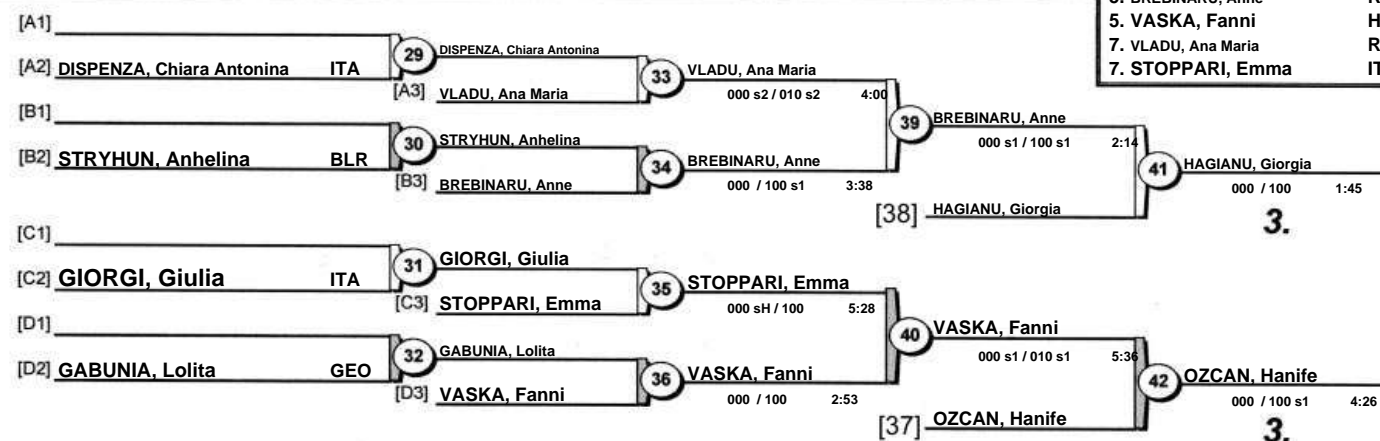 5. VASKA, Fanni H
7. VLADU, Ana Maria R
7. STOPPARI, Emma IT
[A1]
[A2] DISPENZA, Chiara Antonina ITA
29
DISPENZA, Chiara Antonina
[A3] VLADU, Ana Maria
33
VLADU, Ana Maria
000 s2 / 010 s2 4:00
[B1]
[B2] STRYHUN, Anhelina BLR
30
STRYHUN, Anhelina
[B3] BREBINARU, Anne
34
BREBINARU, Anne
000 / 100 s1 3:38
39
BREBINARU, Anne
000 s1 / 100 s1 2:14
[38] HAGIANU, Giorgia
41
HAGIANU, Giorgia
000 / 100 1:45
3.
[C1]
[C2] GIORGI, Giulia ITA
31
GIORGI, Giulia
[C3] STOPPARI, Emma
35
STOPPARI, Emma
000 sH / 100 5:28
[D1]
[D2] GABUNIA, Lolita GEO
32
GABUNIA, Lolita
[D3] VASKA, Fanni
36
VASKA, Fanni
000 / 100 2:53
40
VASKA, Fanni
000 s1 / 010 s1 5:36
[37] OZCAN, Hanife
42
OZCAN, Hanife
000 / 100 s1 4:26
3.